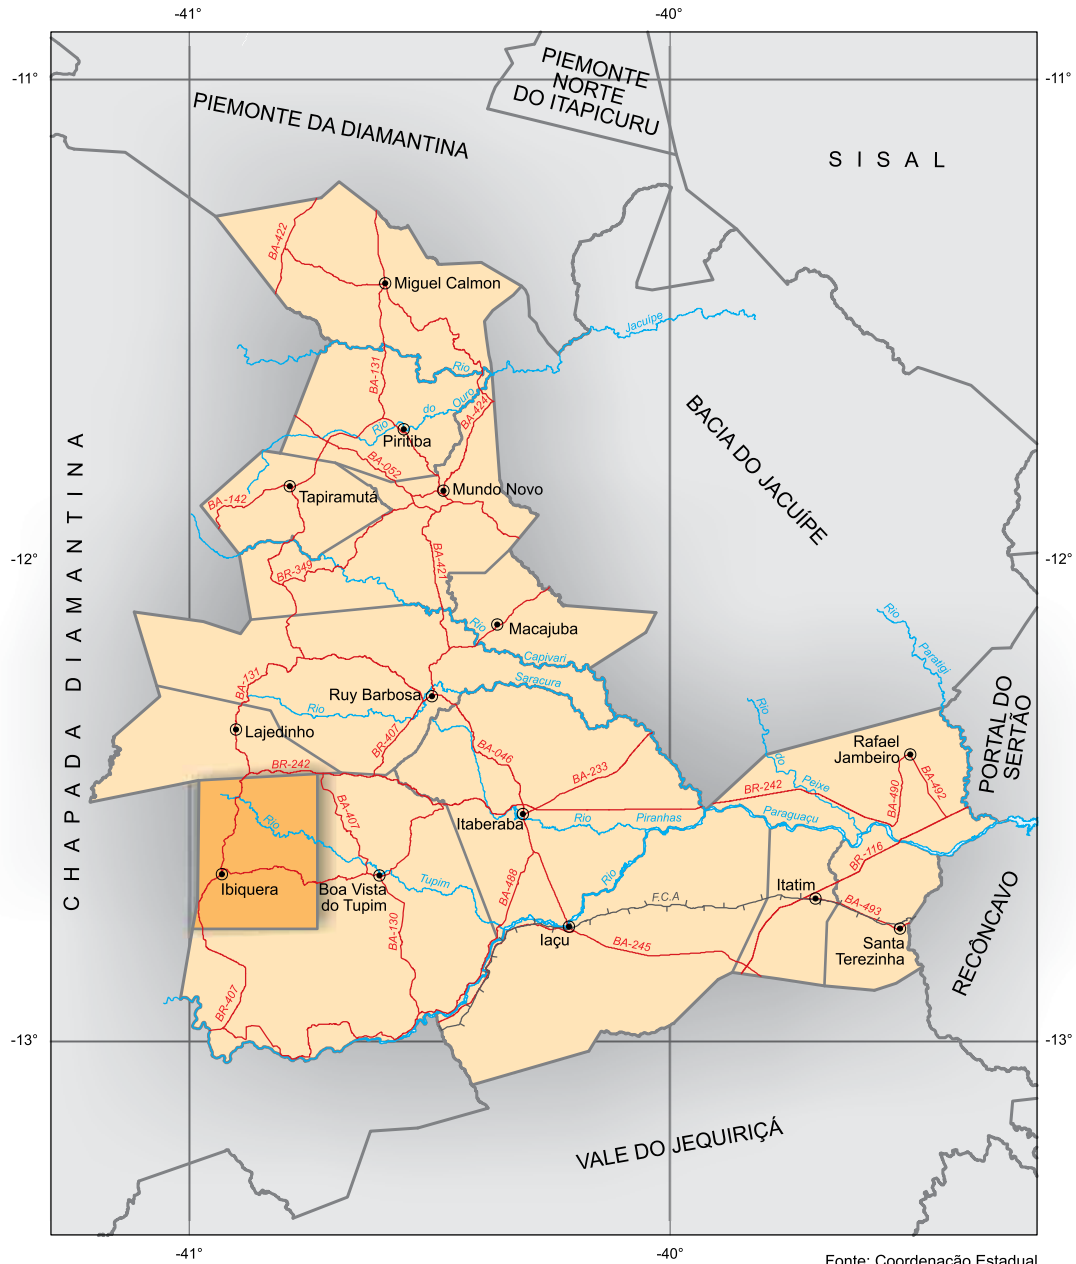 -41°
-40°
-11°
-11°
PIEMONTE
NORTE
DO ITAPICURU
PIEMONTE DA DIAMANTINA
SISAL
BA-422
Miguel Calmon
Jacuípe
Rio
BA-131
Ouro
do
Rio
BA-424
Piritiba
BACIA DO JACUÍPE
CHAPADA DIAMANTINA
BA-052
Tapiramutá
Mundo Novo
BA-142
-12°
-12°
BR-349
BA-421
Rio
Macajuba
Capivari
Saracura
Rio
Paratigi
BA-131
Ruy Barbosa
Rio
Lajedinho
BR-407
BA-046
BR-242
BA-233
Rio
do
Peixe
Rafael
Jambeiro
PORTAL DO
SERTÃO
BR-242
BA-490
BA-492
Rio
BA-407
Itaberaba
Rio
Piranhas
Paraguaçu
BR-116
Ibiquera
Boa Vista
do Tupim
Tupim
BA-488
Rio
F.C.A
Itatim
BA-493
BA-130
Iaçu
BA-245
Santa
Terezinha
RECÔNCAVO
BR-407
-13°
-13°
VALE DO JEQUIRIÇÁ
-41°
-40°
Fonte: Coordenação Estadual